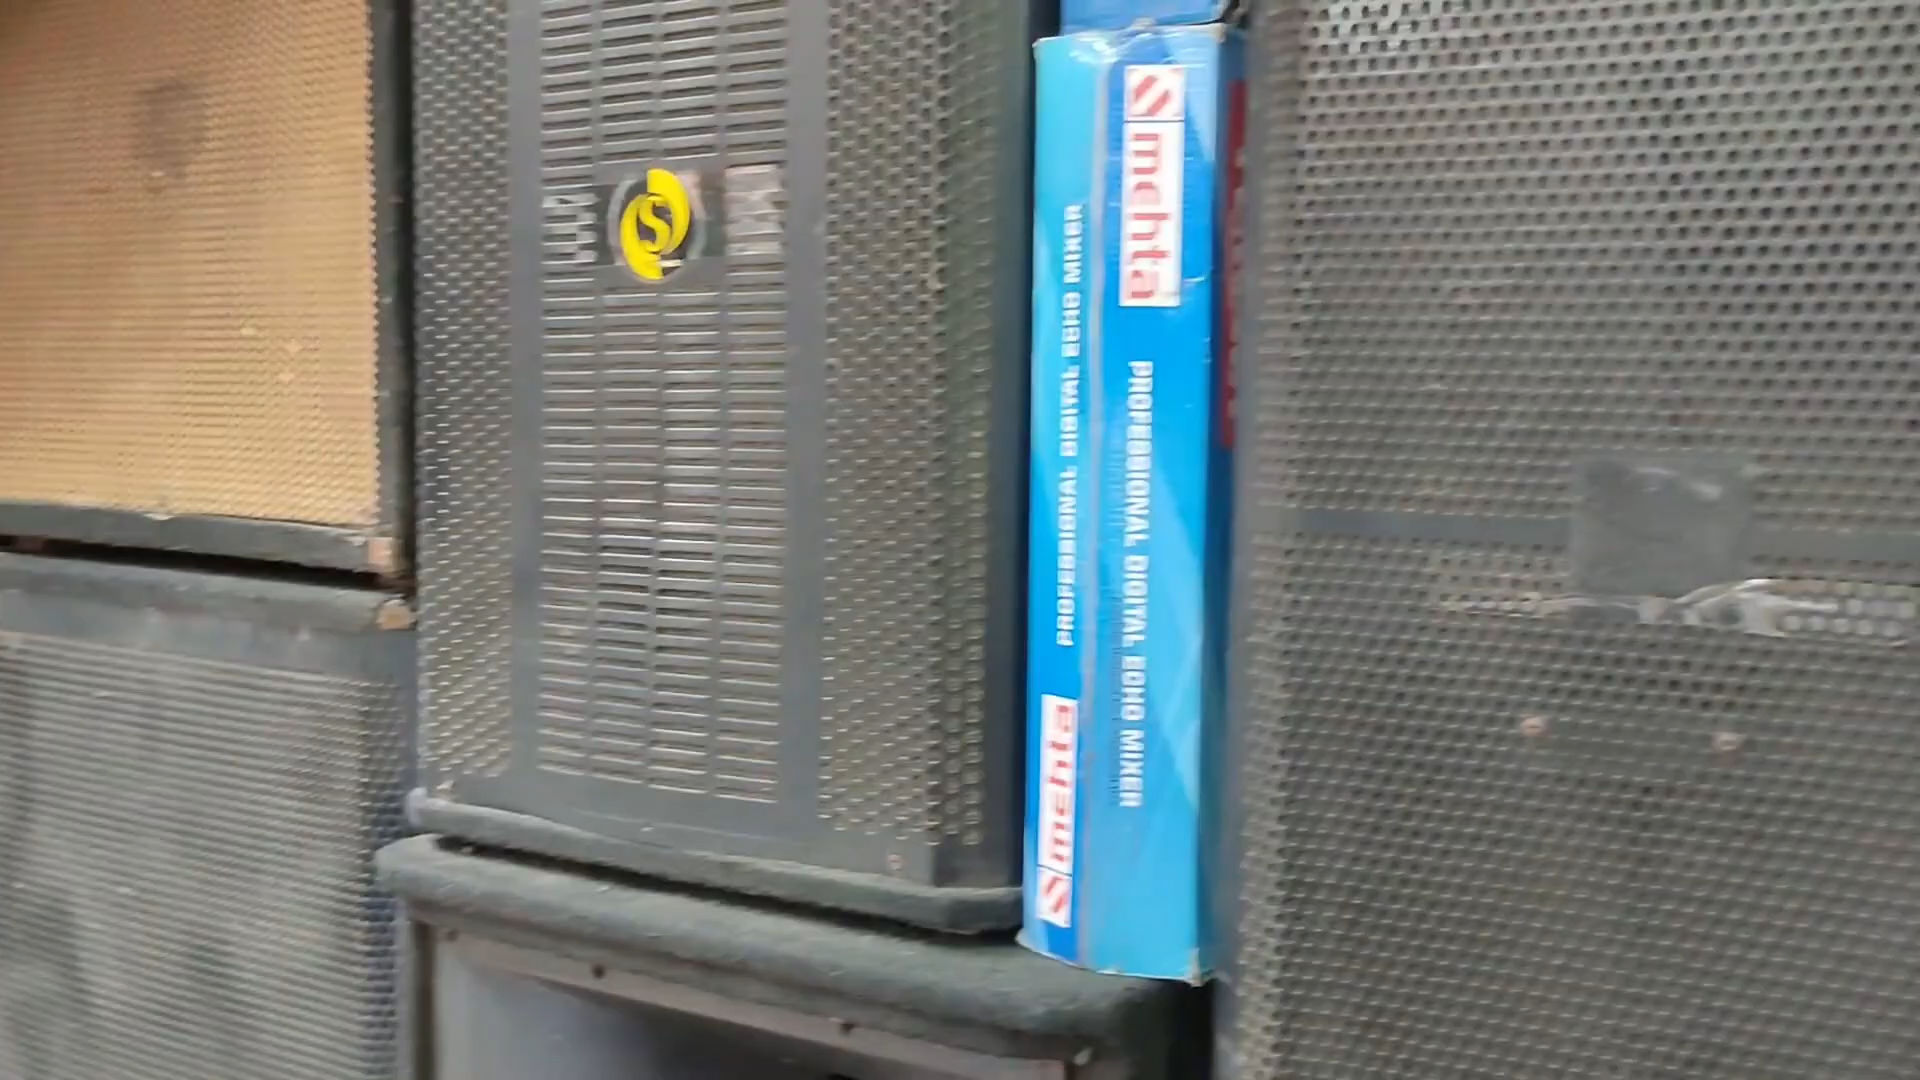 S
mehta
PROFESSIONAL DIGITAL ECHO MIXER
mehta
PROFESSIONAL DIGITAL ECHO MIXER